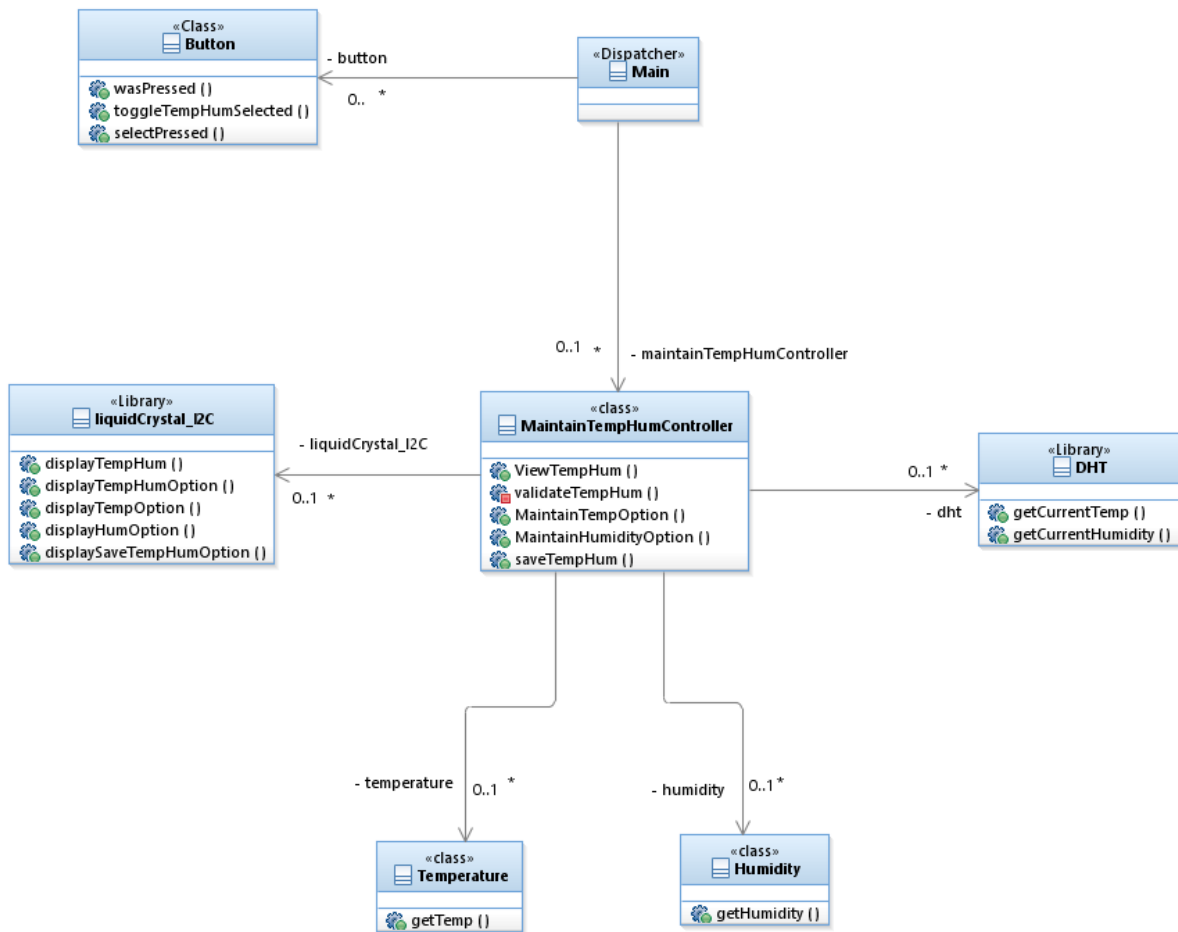 «Class»
Button
wasPressed ()
toggleTempHumSelected ()
selectPressed ()
- button
0.. *
«Dispatcher»
Main
0..1 *
- maintainTempHumController
«Library»
liquidCrystal_I2C
displayTempHum ()
displayTempHumOption ()
displayTempOption ()
displayHumOption ()
displaySaveTempHumOption ()
- liquidCrystal_I2C
0..1 *
«class»
MaintainTempHumController
ViewTempHum ()
validateTempHum ()
MaintainTempOption ()
MaintainHumidityOption ()
saveTempHum ()
0..1 *
- dht
«Library»
DHT
getCurrentTemp ()
getCurrentHumidity ()
- temperature
0..1 *
- humidity
0..1 *
«class»
Temperature
getTemp ()
«class»
Humidity
getHumidity ()